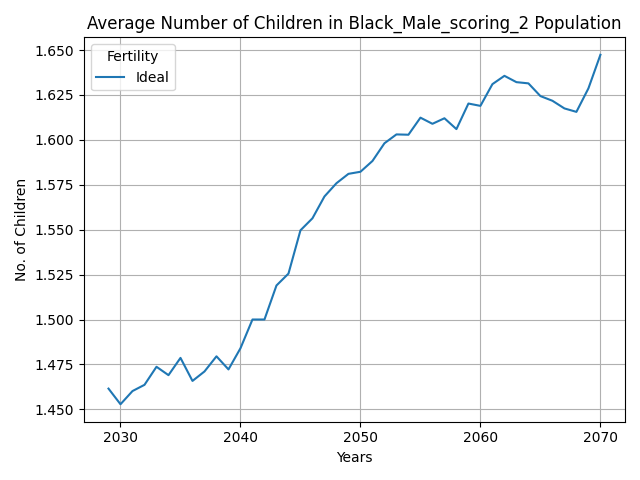 Average Number of Children in Black_Male_scoring_2 Population
Fertility
Ideal
No. of Children
1.650
1.625
1.600
1.575
1.550
1.525
1.500
1.475
1.450
2030 2040 2050 2060 2070
Years